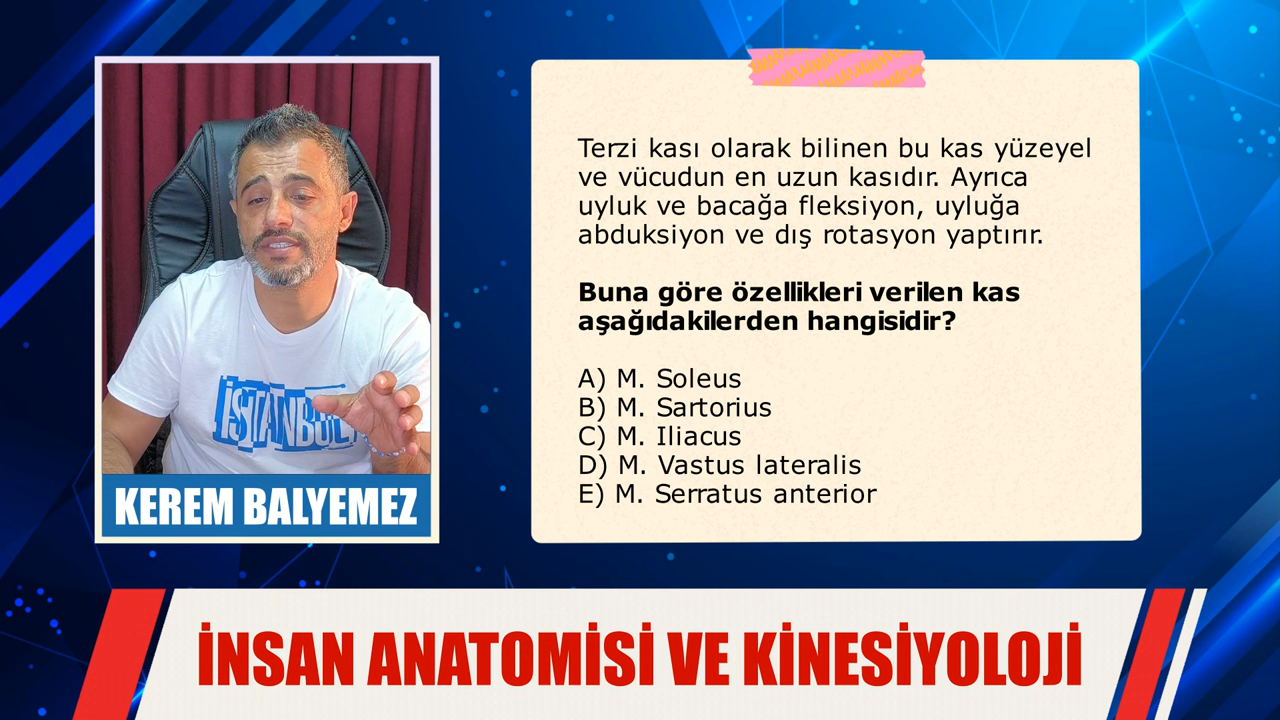 İSTANBUL
KEREM BALYEMEZ
Terzi kası olarak bilinen bu kas yüzeyel
ve vücudun en uzun kasıdır. Ayrıca
uyluk ve bacağa fleksiyon, uyluğa
abduksiyon ve dış rotasyon yaptırır.
Buna göre özellikleri verilen kas
aşağıdakilerden hangisidir?
A) M. Soleus
B) M. Sartorius
C) M. Iliacus
D) M. Vastus lateralis
E) M. Serratus anterior
İNSAN ANATOMİSİ VE KİNESİYOLOJİ